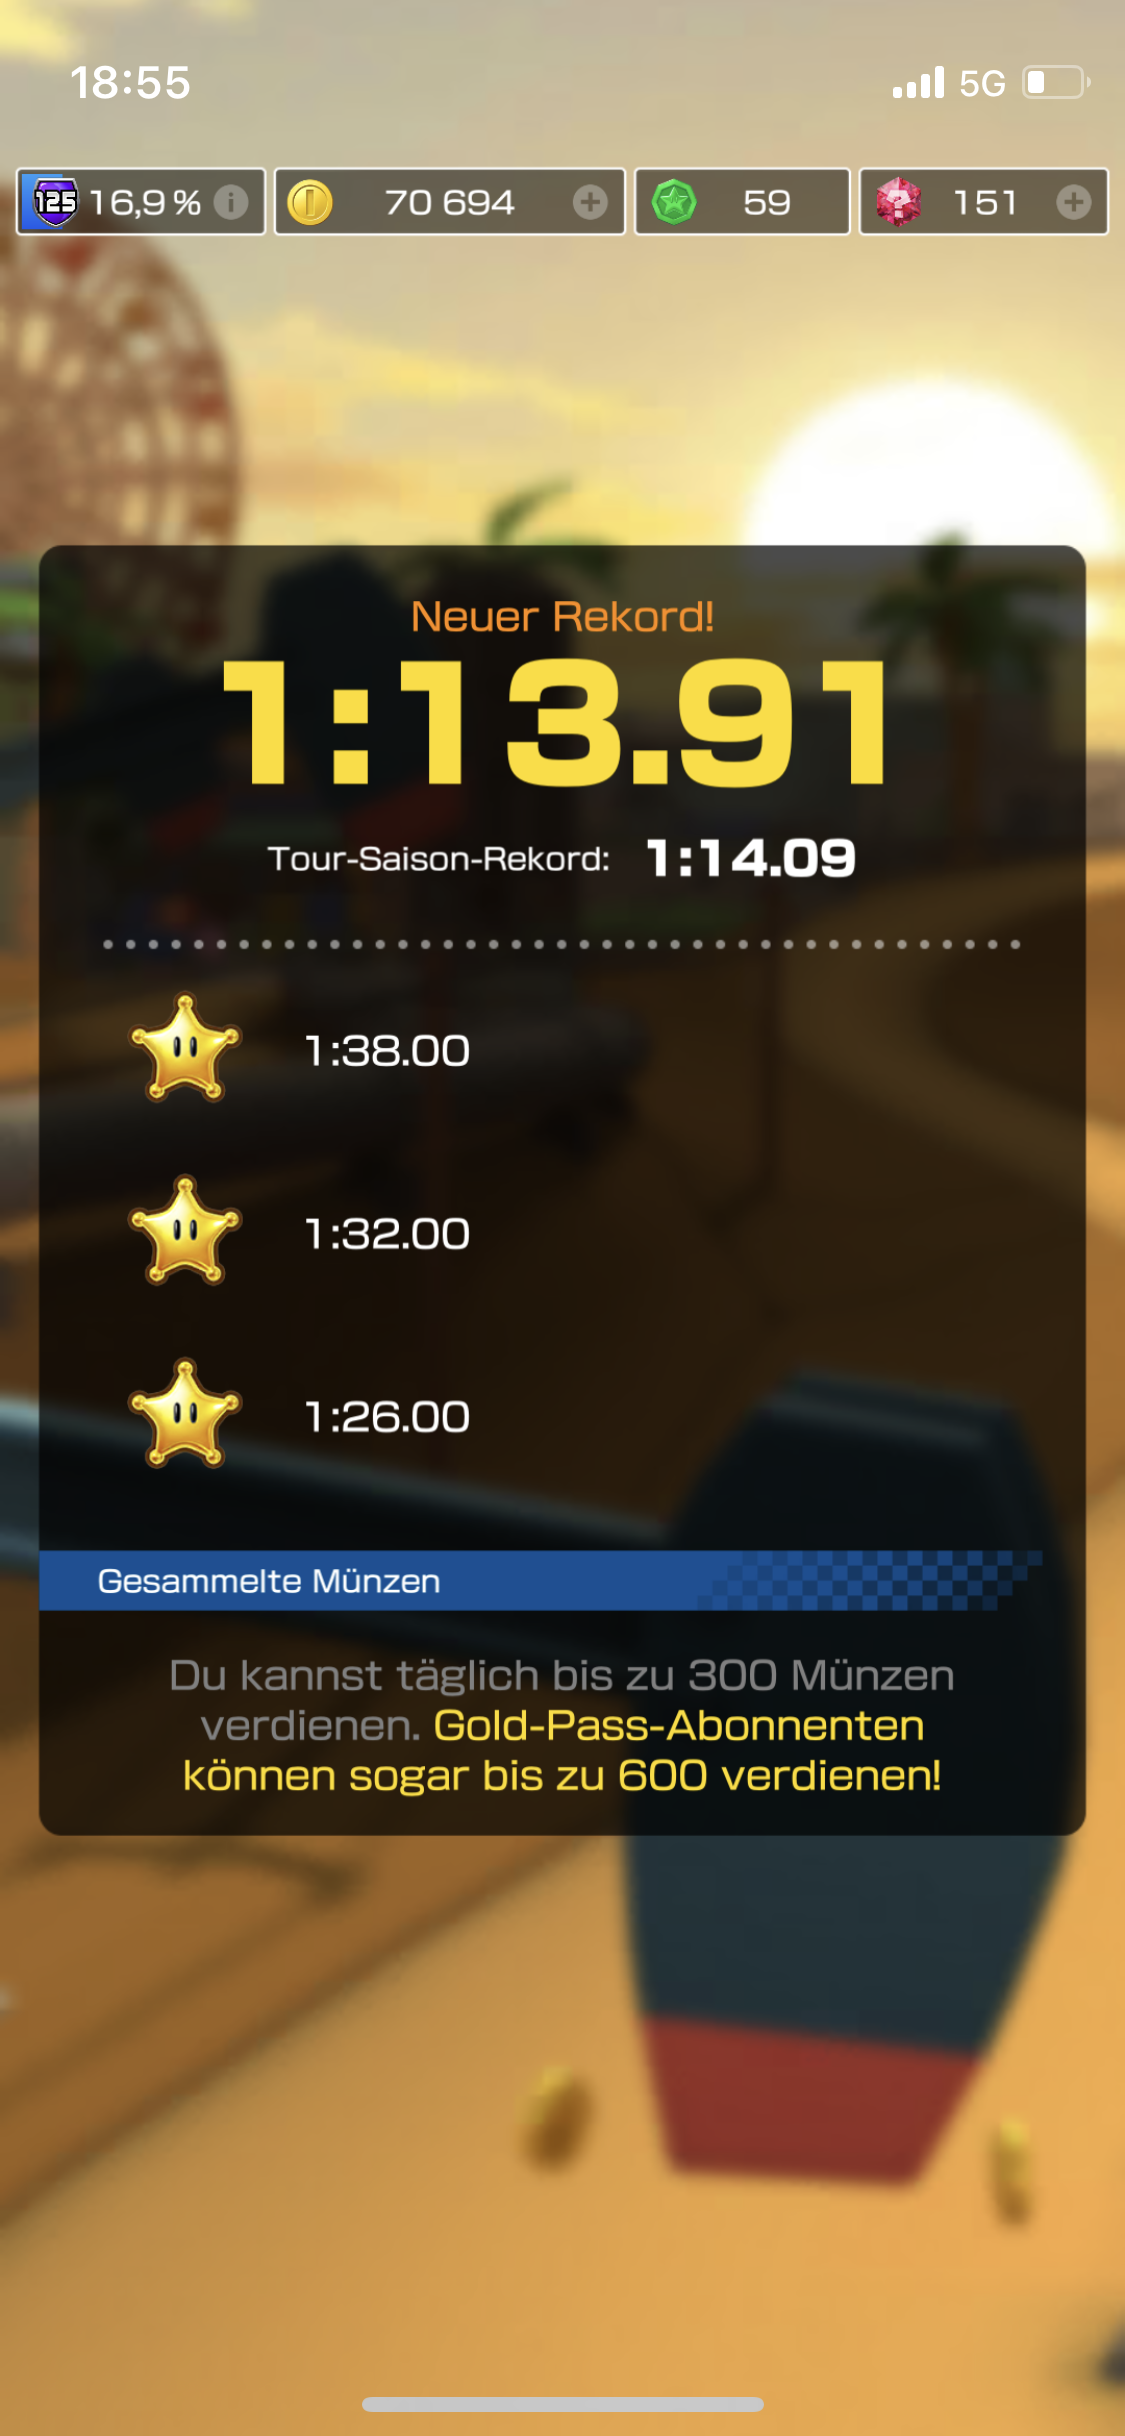 18:55 5G
125 16,9 % i 70 694 + 59 ? 151 +
Neuer Rekord!
1:13.91
Tour-Saison-Rekord: 1:14.09
1:38.00
1:32.00
1:26.00
Gesammelte Münzen
Du kannst täglich bis zu 300 Münzen
verdienen. Gold-Pass-Abonnenten
können sogar bis zu 600 verdienen!